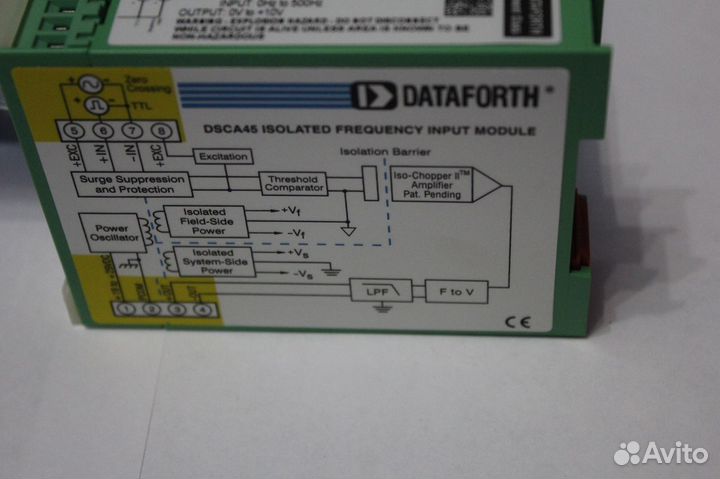 INPUT: 0Hz to 500Hz
OUTPUT: 0V to +10V
WARNING - EXPLOSION HAZARD - DO NOT DISCONNECT
WHILE CIRCUIT IS ALIVE UNLESS AREA IS KNOWN TO BE
NON-HAZARDOUS
Zero
Crossing
TTL
DATAFORTH®
DSCA45 ISOLATED FREQUENCY INPUT MODULE
5 6 7 8
+EXC +IN -IN +EXC
Excitation
Isolation Barrier
Surge Suppression
and Protection
Threshold
Comparator
Iso-Chopper II™
Amplifier
Pat. Pending
Power
Oscillator
Isolated
Field-Side
Power
+Vf
-Vf
Isolated
System-Side
Power
+Vs
-Vs
PCOM +OUT -OUT
LPF
F to V
1 2 3 4
CE
Avito